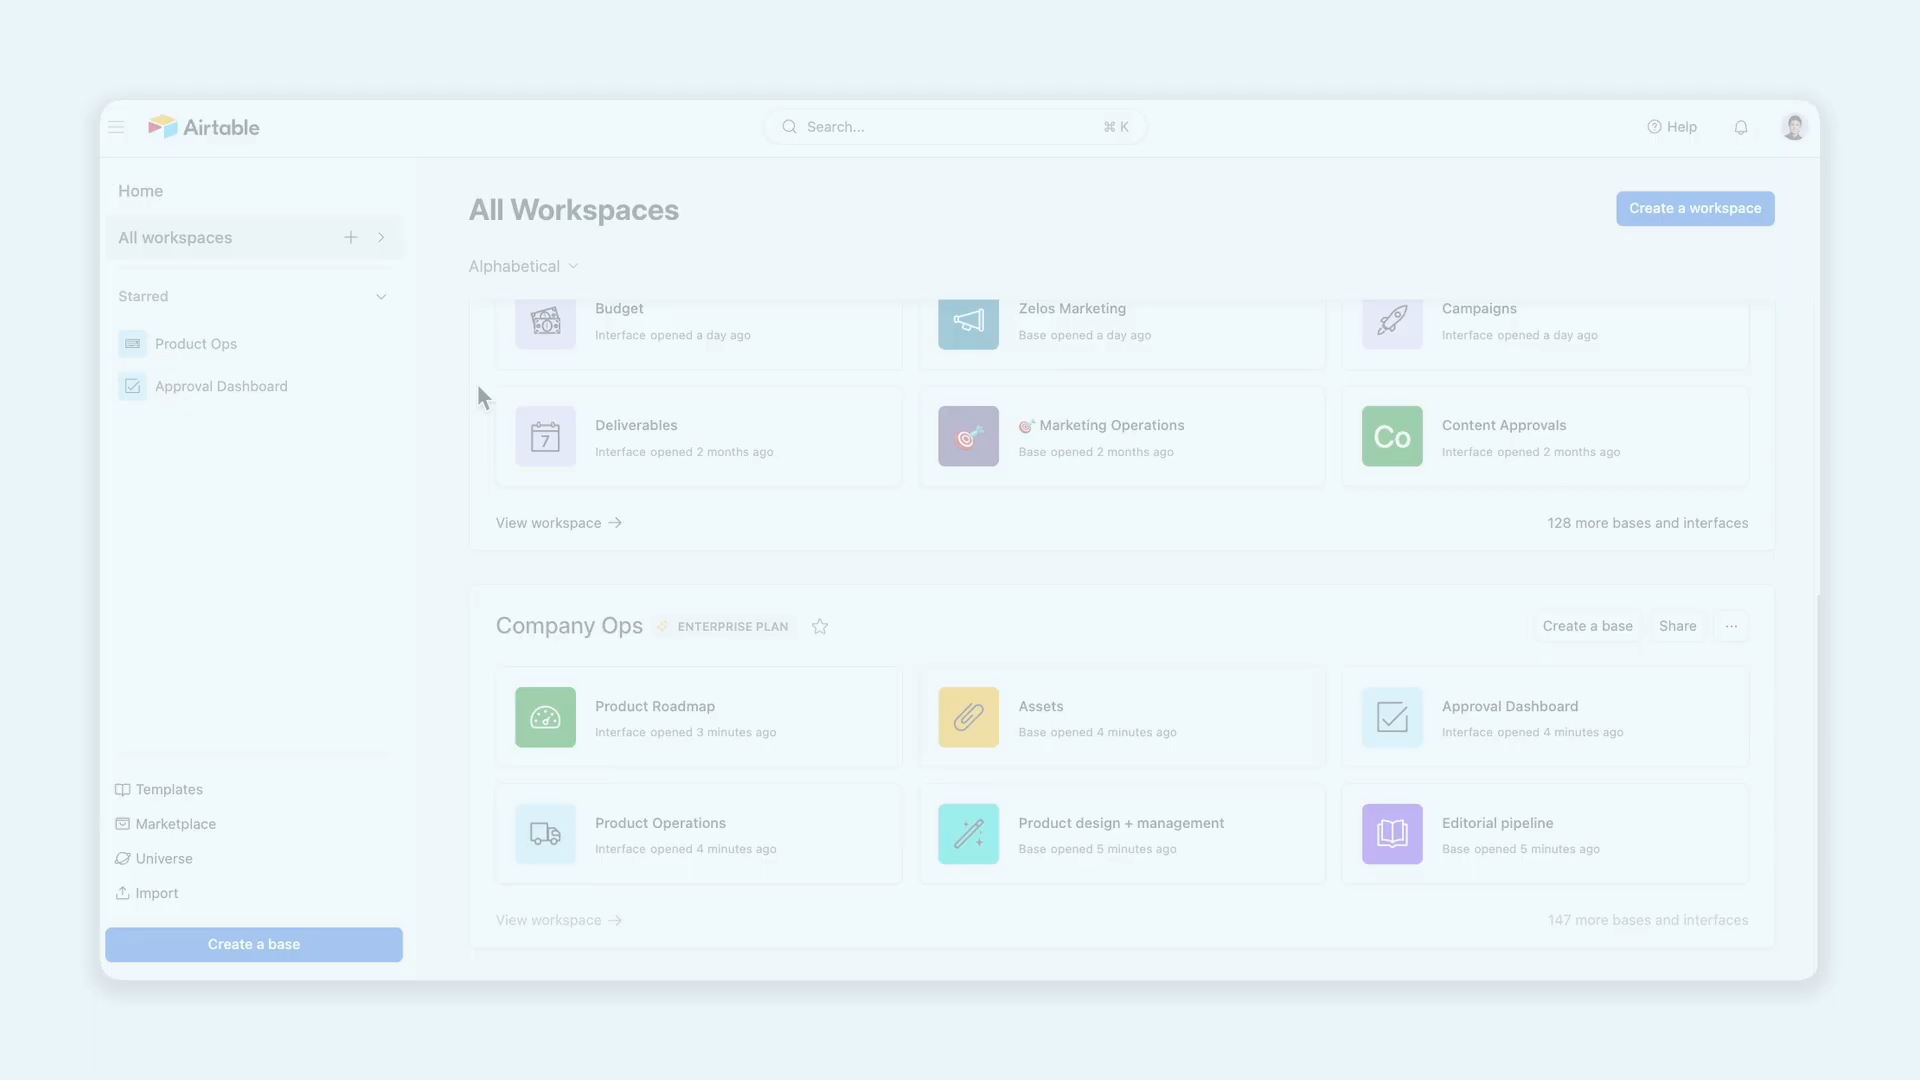 Airtable
Search...
⌘ K
Help
Home
All workspaces
Starred
Product Ops
Approval Dashboard
Templates
Marketplace
Universe
Import
Create a base
All Workspaces
Create a workspace
Alphabetical
Budget
Interface opened a day ago
Zelos Marketing
Base opened a day ago
Campaigns
Interface opened a day ago
7
Deliverables
Interface opened 2 months ago
🎯 Marketing Operations
Base opened 2 months ago
Co
Content Approvals
Interface opened 2 months ago
View workspace →
128 more bases and interfaces
Company Ops
ENTERPRISE PLAN
Create a base
Share
...
Product Roadmap
Interface opened 3 minutes ago
Assets
Base opened 4 minutes ago
Approval Dashboard
Interface opened 4 minutes ago
Product Operations
Interface opened 4 minutes ago
Product design + management
Base opened 5 minutes ago
Editorial pipeline
Base opened 5 minutes ago
View workspace →
147 more bases and interfaces